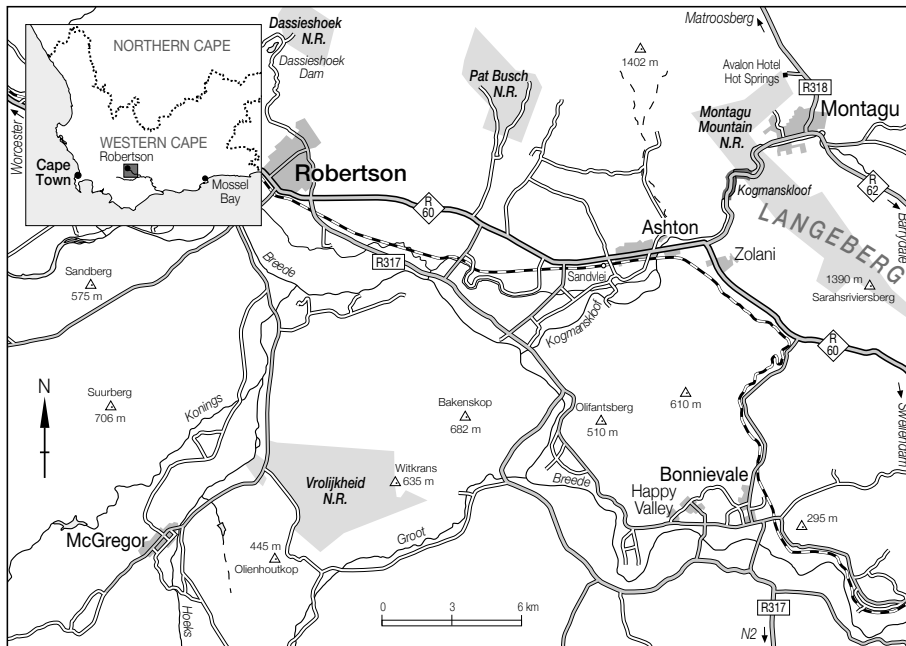 NORTHERN CAPE
WESTERN CAPE
Robertson
Cape
Town
Mossel
Bay
Worcester
Dassieshoek
N.R.
Dassieshoek
Dam
Pat Busch
N.R.
1402 m
Matroosberg
Avalon Hotel
Hot Springs
R318
Montagu
Montagu
Mountain
N.R.
Kogmanskloof
R
62
Barrydale
LANGEBERG
Robertson
R
60
Ashton
Zolani
1390 m
Sarahsriviersberg
R317
Sandvlei
Kogmanskloof
Breede
Sandberg
575 m
R
60
Swellendam
N
Suurberg
706 m
Konings
Bakenskop
682 m
Olifantsberg
510 m
610 m
Vrolijkheid
N.R.
Witkrans
635 m
Breede
Bonnievale
Happy
Valley
295 m
McGregor
445 m
Olienhoutkop
Groot
Hoeks
0 3 6 km
R317
N2